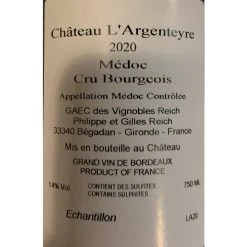 Château L'Argenteyre
2020
Médoc
Cru Bourgeois
Appellation Médoc Contrôlée
GAEC des Vignobles Reich
Philippe et Gilles Reich
33340 Bégadan - Gironde - France
Mis en bouteille au Château
GRAND VIN DE BORDEAUX
PRODUCT OF FRANCE
14% Vol CONTIENT DES SULFITES 750 ML
CONTAINS SULPHITES
Echantillon LA20